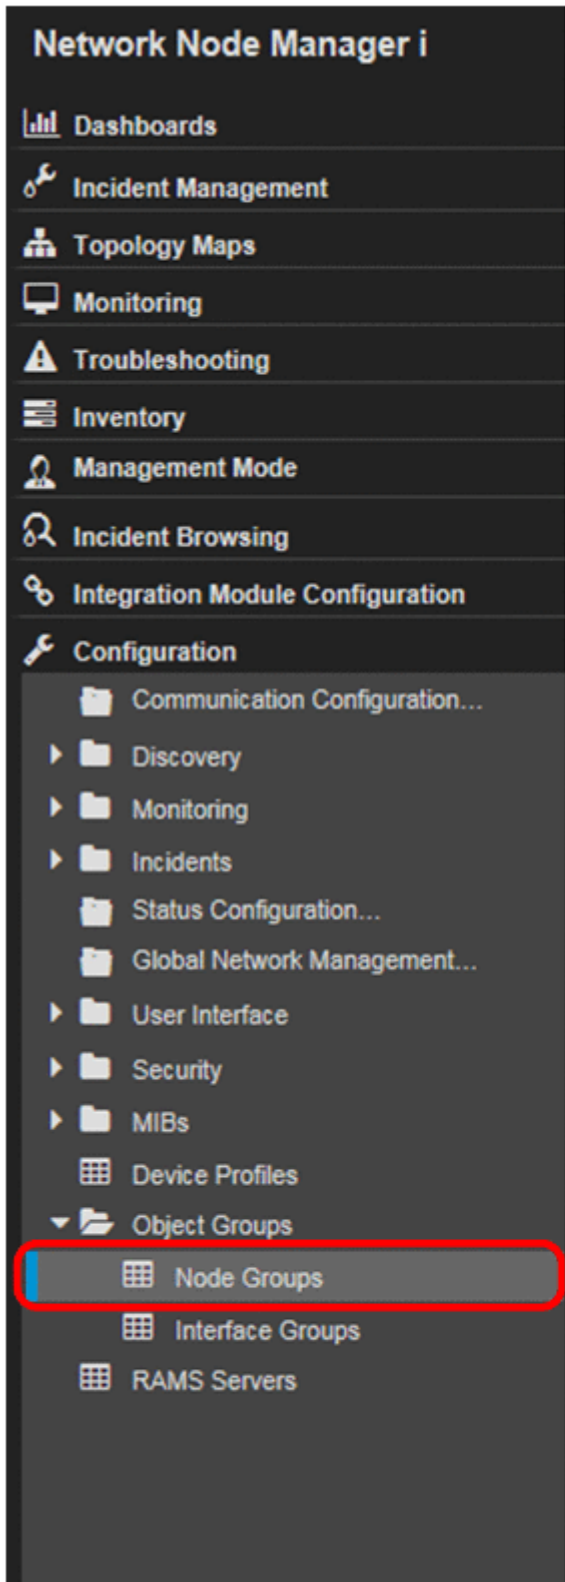 Network Node Manager i
Dashboards
Incident Management
Topology Maps
Monitoring
Troubleshooting
Inventory
Management Mode
Incident Browsing
Integration Module Configuration
Configuration
Communication Configuration...
Discovery
Monitoring
Incidents
Status Configuration...
Global Network Management...
User Interface
Security
MIBs
Device Profiles
Object Groups
Node Groups
Interface Groups
RAMS Servers